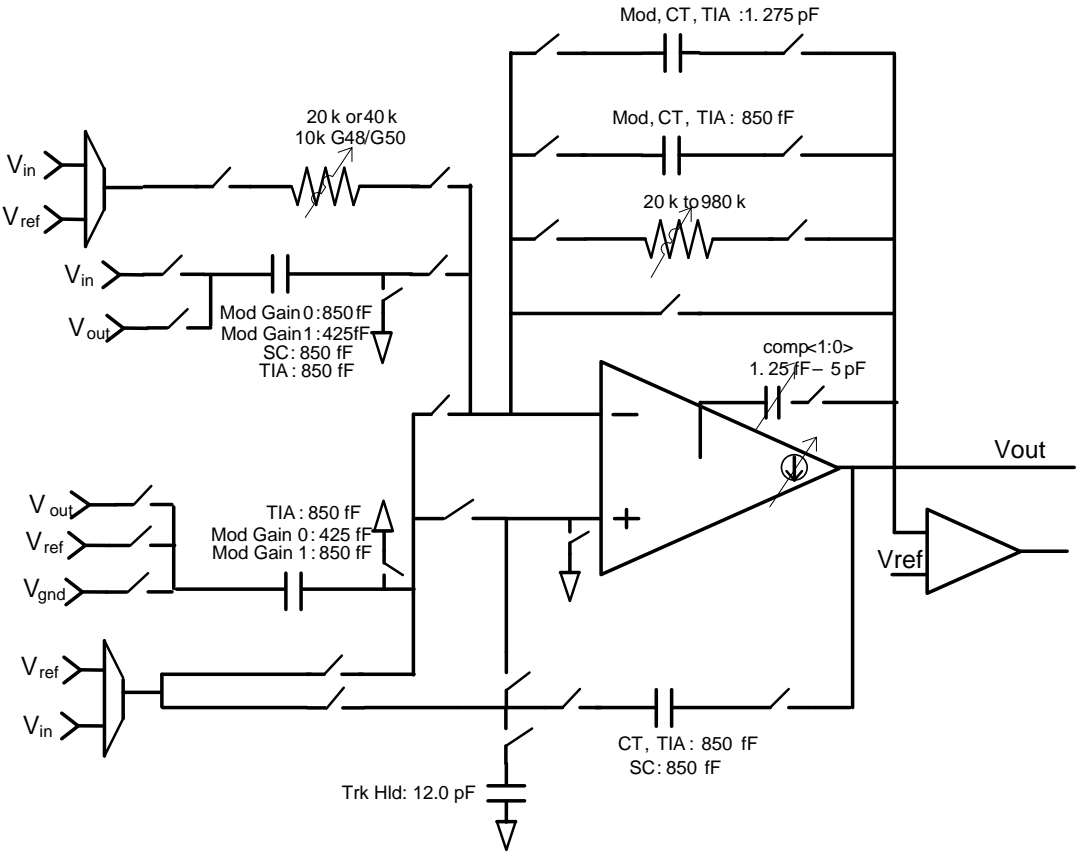 Mod, CT, TIA :1.275 pF
20 k or 40 k
10k G48/G50
Mod, CT, TIA: 850 fF
Vin
Vref
20 k to 980 k
Vin
Vout
Mod Gain 0:850 fF
Mod Gain 1:425fF
SC: 850 fF
TIA: 850 fF
comp<1:0>
1.25 fF – 5 pF
−
+
Vout
Vout
Vref
Vgnd
TIA: 850 fF
Mod Gain 0: 425 fF
Mod Gain 1: 850 fF
Vref
Vref
Vin
CT, TIA: 850 fF
SC: 850 fF
Trk Hld: 12.0 pF